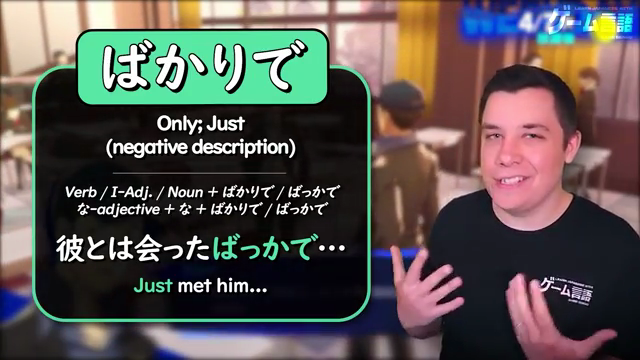 ばかりで
Only; Just
(negative description)
Verb / I-Adj. / Noun + ばかりで / ばっかで
な-adjective + な + ばかりで / ばっかで
彼とは会ったばっかで…
Just met him...
4/
ゲーム言語
ゲーム言語